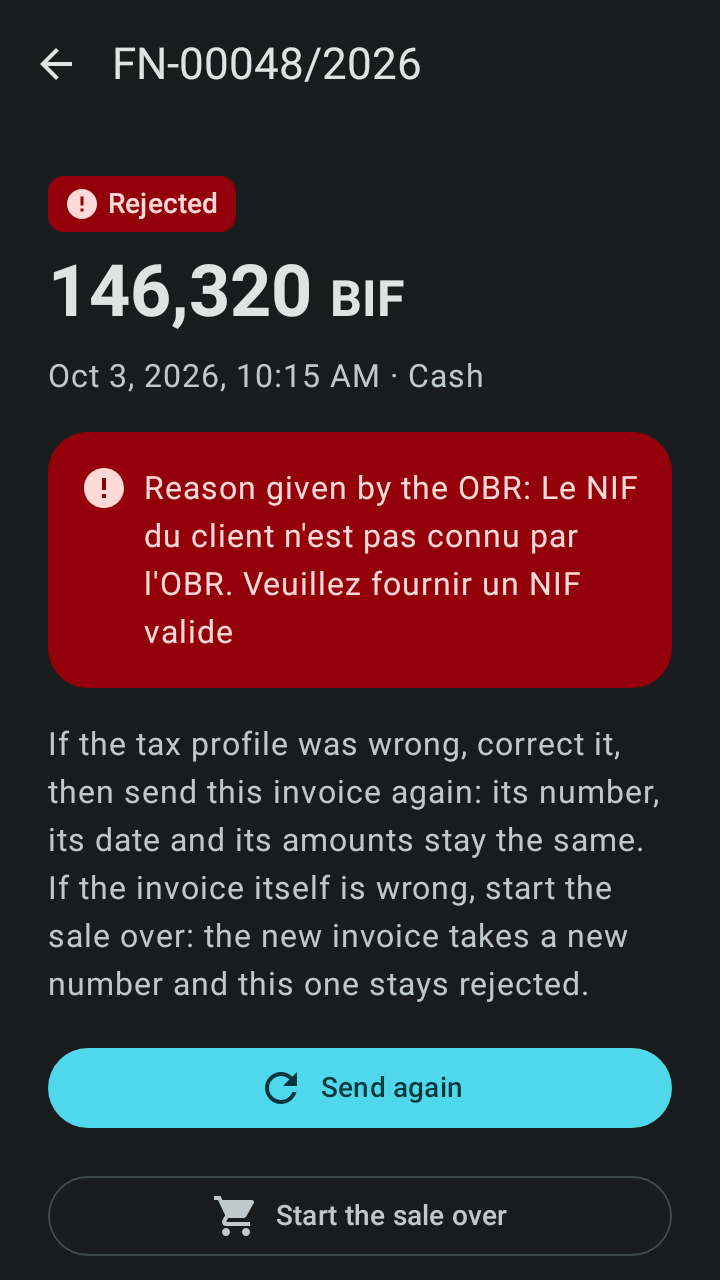 FN-00048/2026
Rejected
146,320 BIF
Oct 3, 2026, 10:15 AM · Cash
Reason given by the OBR: Le NIF
du client n'est pas connu par
l'OBR. Veuillez fournir un NIF
valide
If the tax profile was wrong, correct it,
then send this invoice again: its number,
its date and its amounts stay the same.
If the invoice itself is wrong, start the
sale over: the new invoice takes a new
number and this one stays rejected.
Send again
Start the sale over